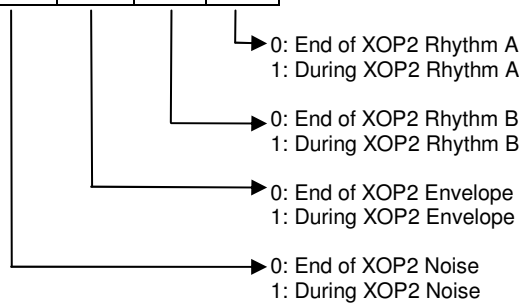 0: End of XOP2 Rhythm A
1: During XOP2 Rhythm A
0: End of XOP2 Rhythm B
1: During XOP2 Rhythm B
0: End of XOP2 Envelope
1: During XOP2 Envelope
0: End of XOP2 Noise
1: During XOP2 Noise